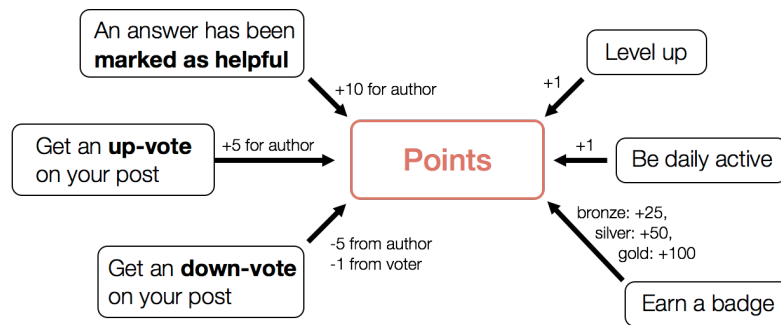 An answer has been
marked as helpful
+10 for author
Get an up-vote
on your post
+5 for author
Get an down-vote
on your post
-5 from author
-1 from voter
Points
Level up
+1
Be daily active
+1
bronze: +25,
silver: +50,
gold: +100
Earn a badge